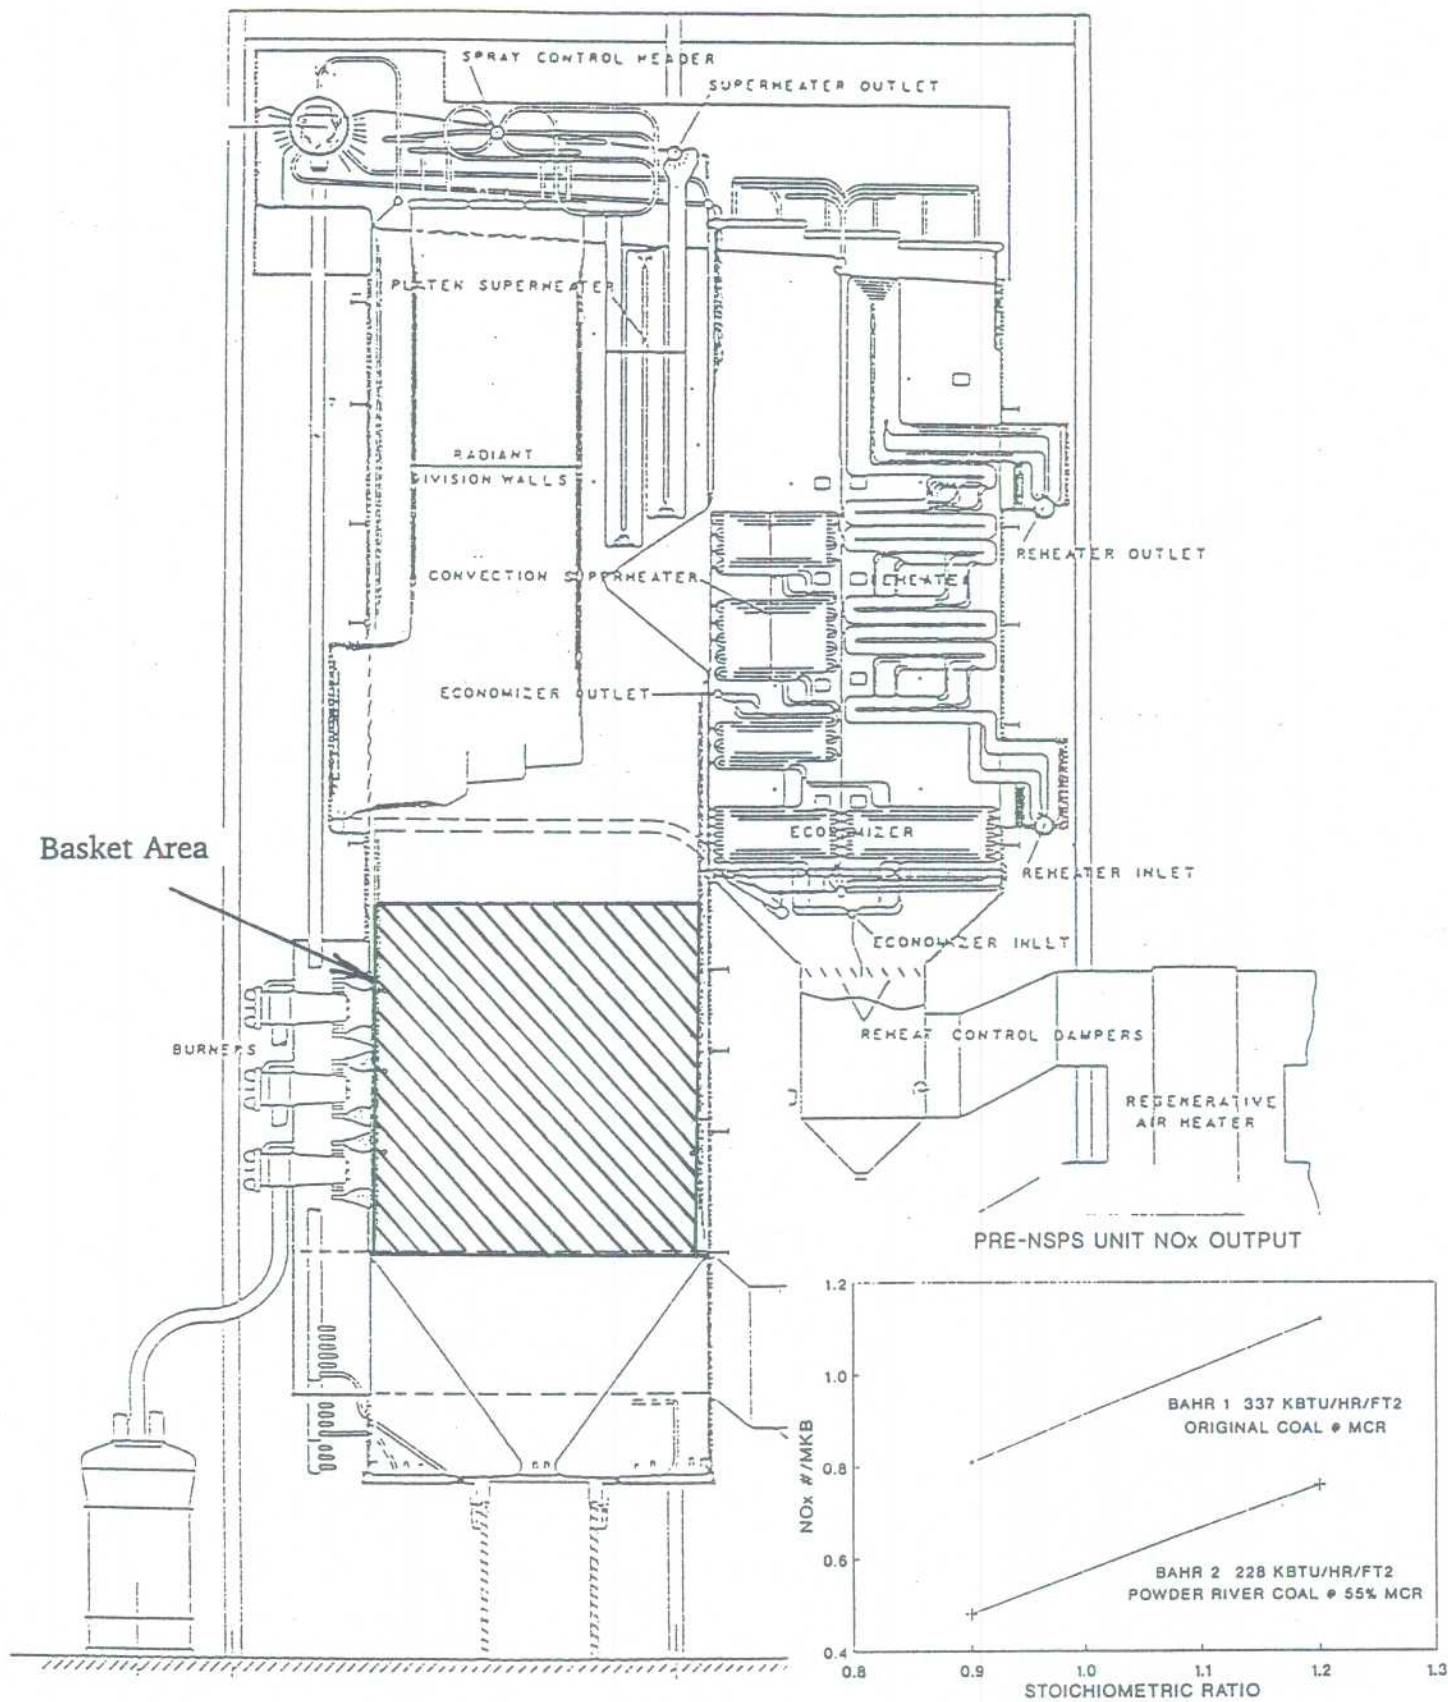 SPRAY CONTROL HEADER
SUPERHEATER OUTLET
PLATEN SUPERHEATER
RADIANT
DIVISION WALLS
REHEATER OUTLET
CONVECTION SUPERHEATER
REHEATER
ECONOMIZER OUTLET
ECONOMIZER
Basket Area
REHEATER INLET
ECONOMIZER INLET
REHEAT CONTROL DAMPERS
BURNERS
REGENERATIVE
AIR HEATER
PRE-NSPS UNIT NOx OUTPUT
1.2
1.0
0.8
0.6
0.4
NOx #/MKB
BAHR 1 337 KBTU/HR/FT2
ORIGINAL COAL @ MCR
BAHR 2 228 KBTU/HR/FT2
POWDER RIVER COAL @ 55% MCR
0.8 0.9 1.0 1.1 1.2 1.3
STOICHIOMETRIC RATIO